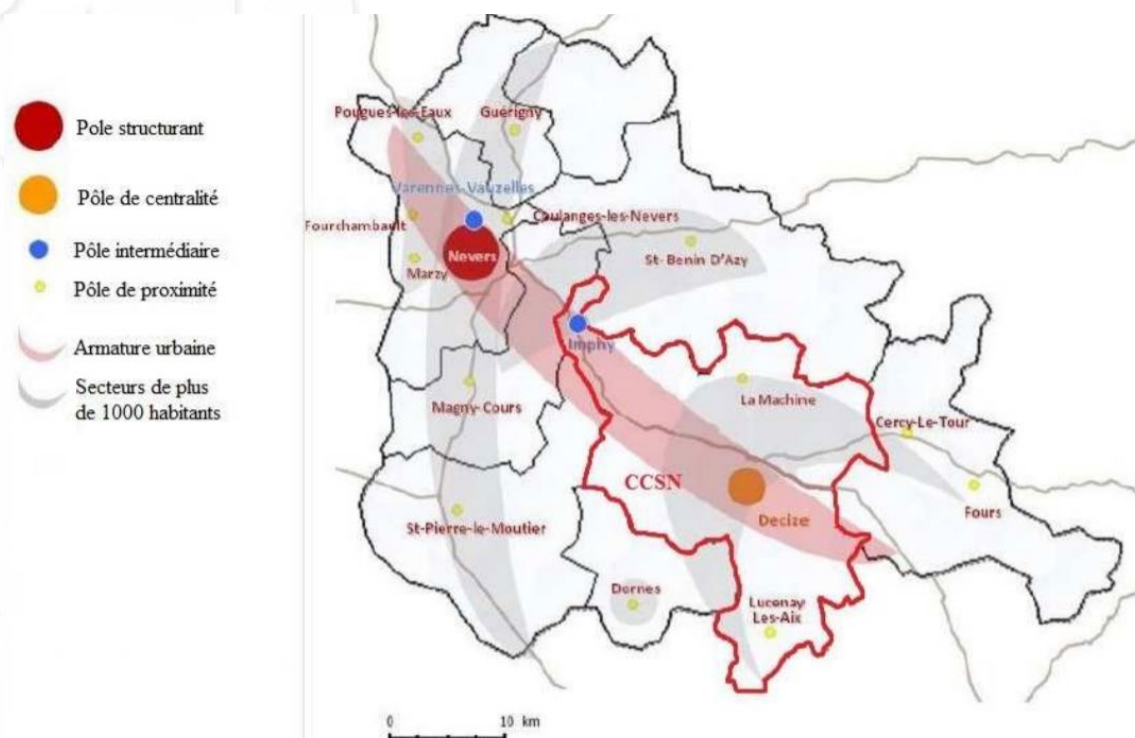 Pole structurant
Pôle de centralité
Pôle intermédiaire
Pôle de proximité
Armature urbaine
Secteurs de plus
de 1000 habitants
Pougues-les-Eaux
Guérigny
Varennes-Vauzelles
Fourchambault
Coulanges-les-Nevers
Nevers
St-Benin D'Azy
Marzy
Imphy
La Machine
Magny-Cours
Cercy-Le-Tour
CCSN
Fours
Decize
St-Pierre-le-Moutier
Dornes
Lucenay
Les-Aix
0 10 km